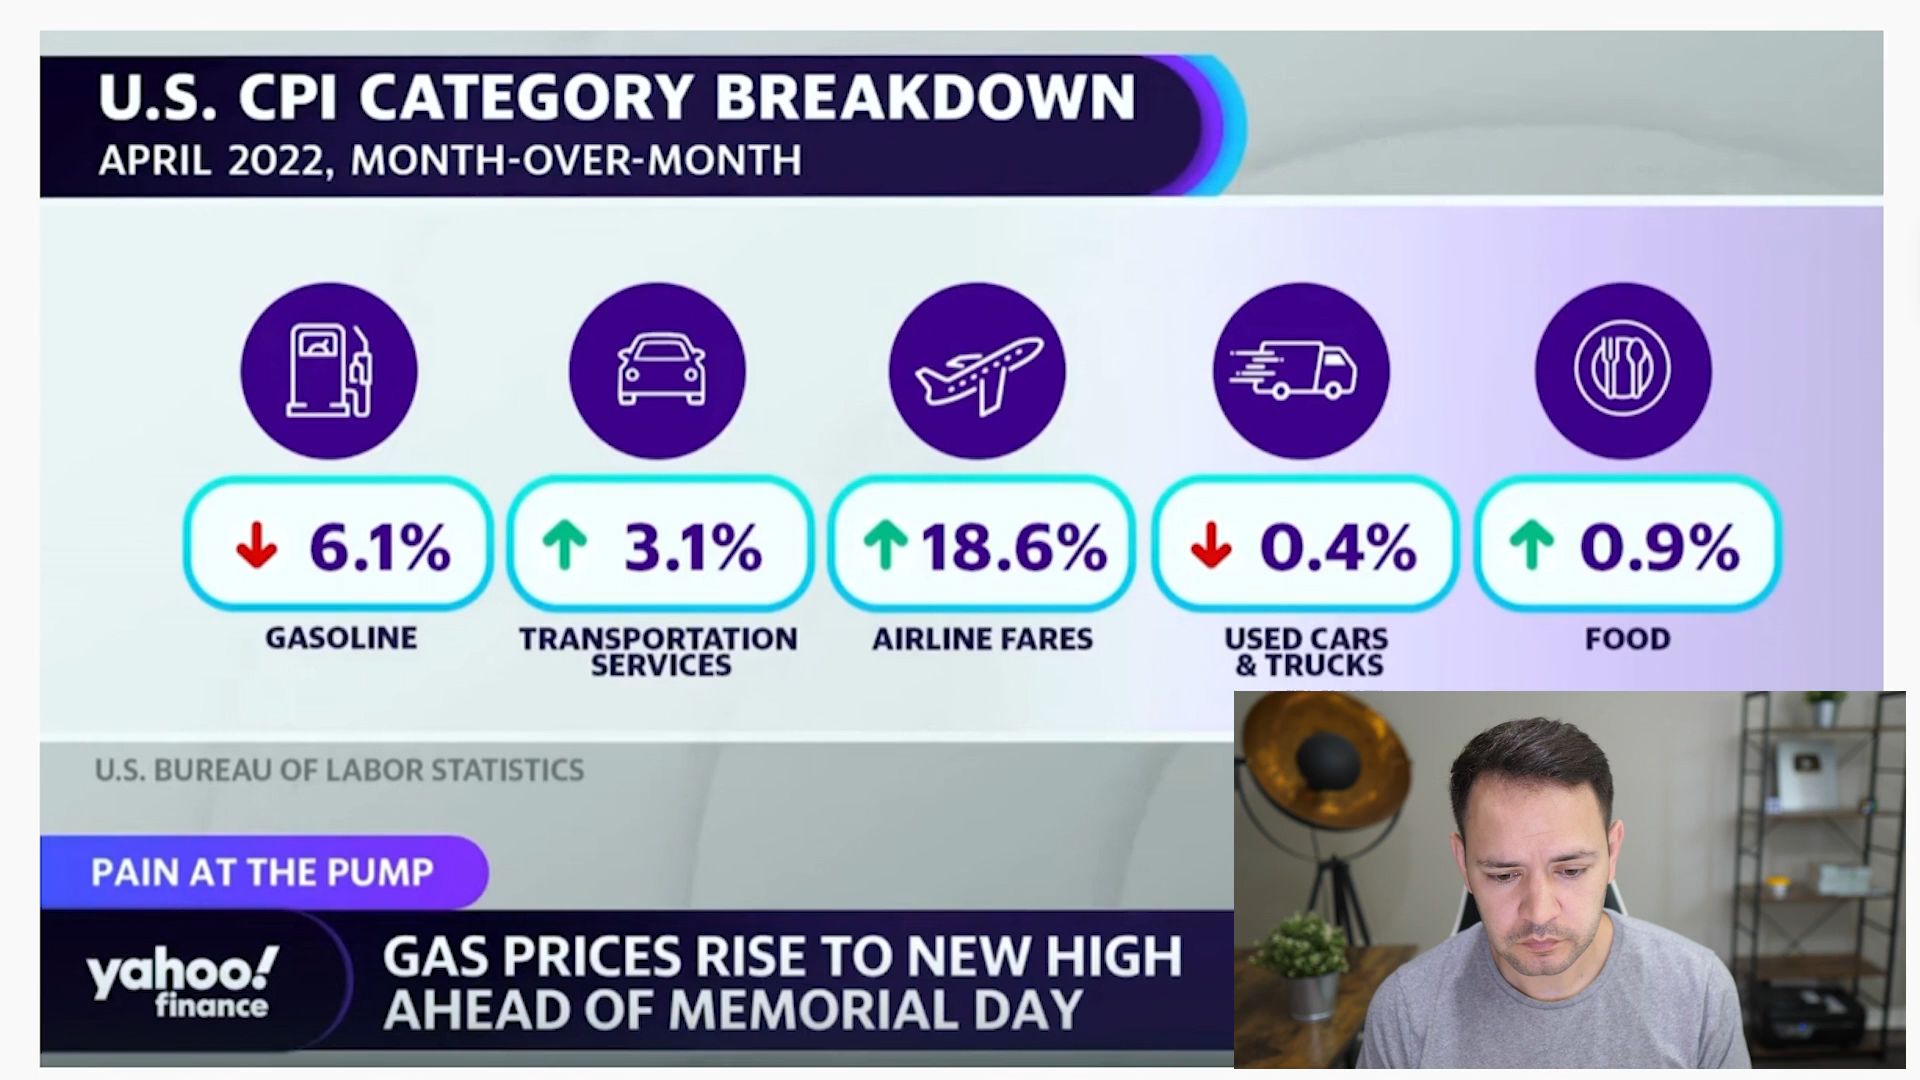 U.S. CPI CATEGORY BREAKDOWN
APRIL 2022, MONTH-OVER-MONTH
6.1%
3.1%
18.6%
0.4%
0.9%
GASOLINE
TRANSPORTATION
SERVICES
AIRLINE FARES
USED CARS
& TRUCKS
FOOD
U.S. BUREAU OF LABOR STATISTICS
PAIN AT THE PUMP
yahoo!
finance
GAS PRICES RISE TO NEW HIGH
AHEAD OF MEMORIAL DAY